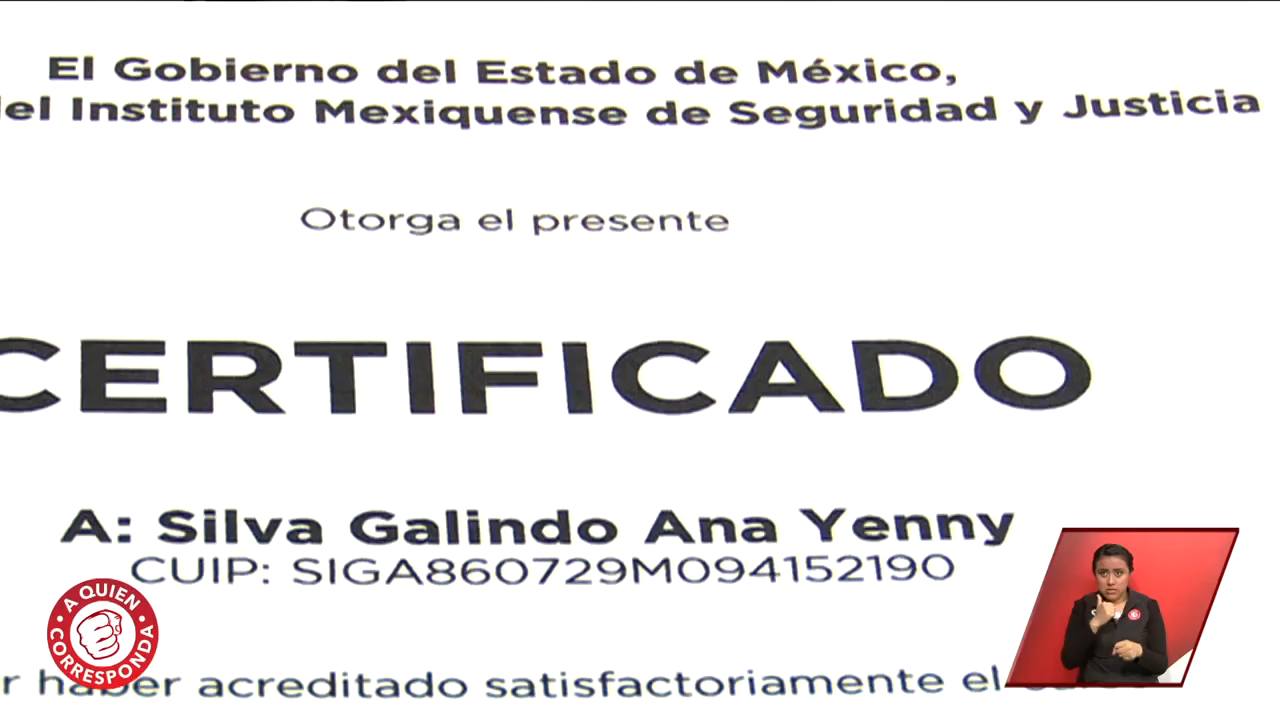 El Gobierno del Estado de México,
del Instituto Mexiquense de Seguridad y Justicia
Otorga el presente
CERTIFICADO
A: Silva Galindo Ana Yenny
CUIP: SIGA860729M094152190
haber acreditado satisfactoriamente el
A QUIEN CORRESPONDA